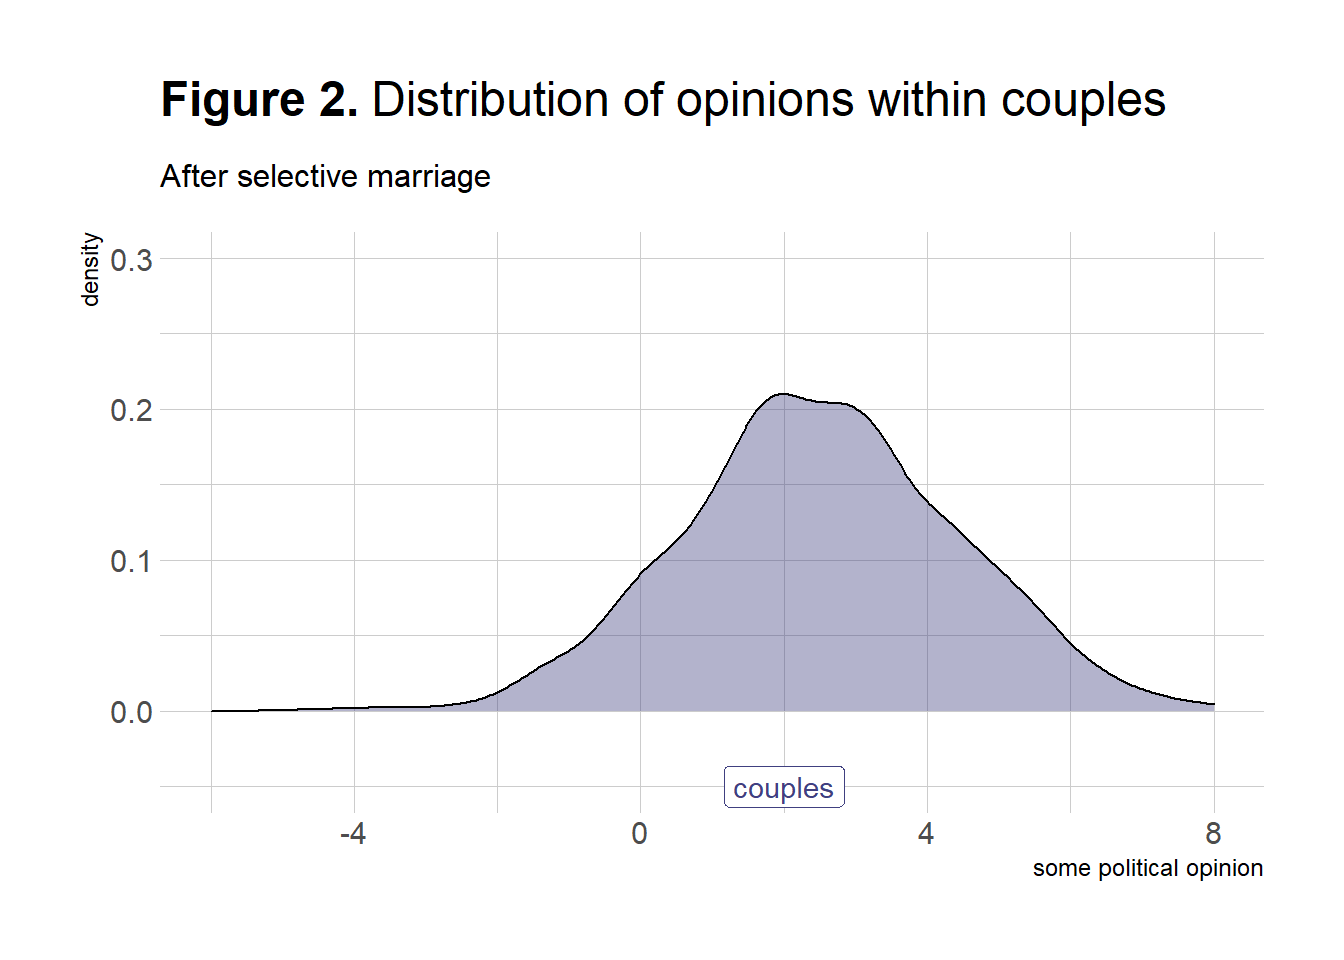 Figure 2. Distribution of opinions within couples
After selective marriage
density
0.3
0.2
0.1
0.0
couples
-4 0 4 8
some political opinion